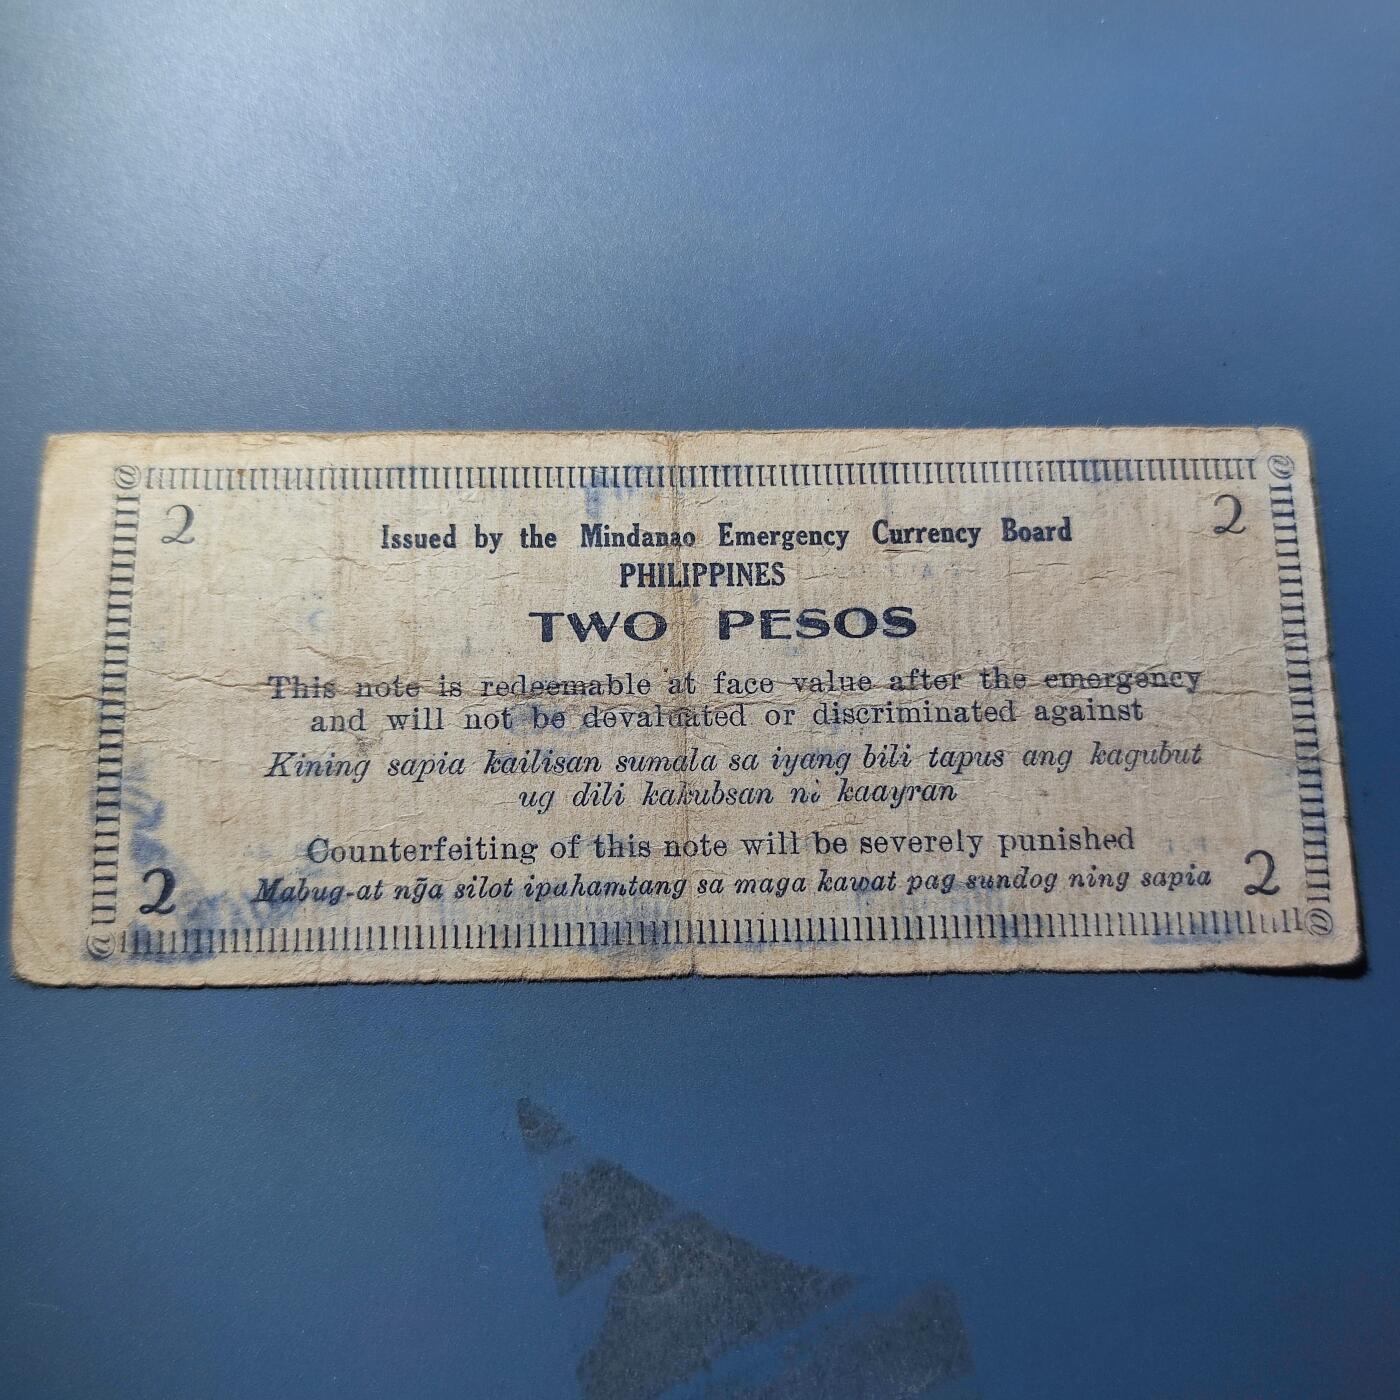 2 2
Issued by the Mindanao Emergency Currency Board
PHILIPPINES
TWO PESOS
This note is redeemable at face value after the emergency
and will not be devaluated or discriminated against
Kining sapia kailisan sumala sa iyang bili tapus ang kagubut
ug dili kakubsan ni kaayran
Counterfeiting of this note will be severely punished
2 Mabug-at nğa silot ipahamtang sa maga kawat pag sundog ning sapia 2